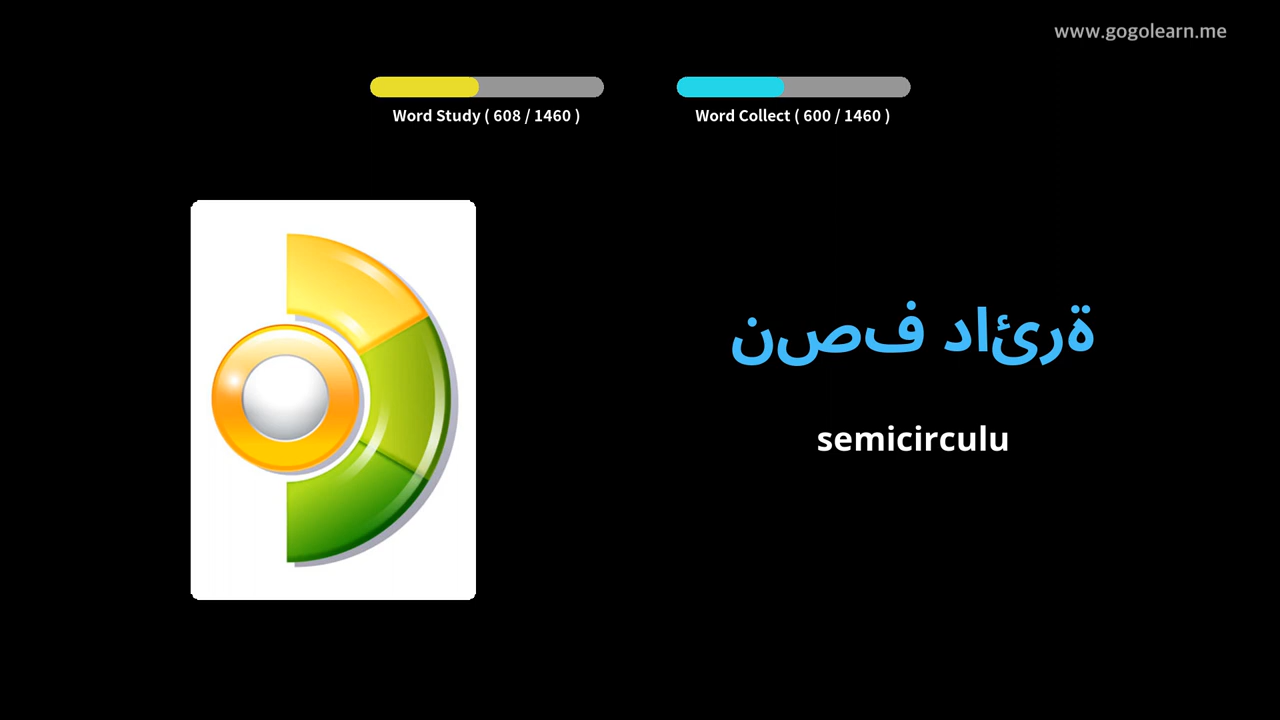 www.gogolearn.me
Word Study ( 608 / 1460 )
Word Collect ( 600 / 1460 )
ةرئاد فصن
semicirculu